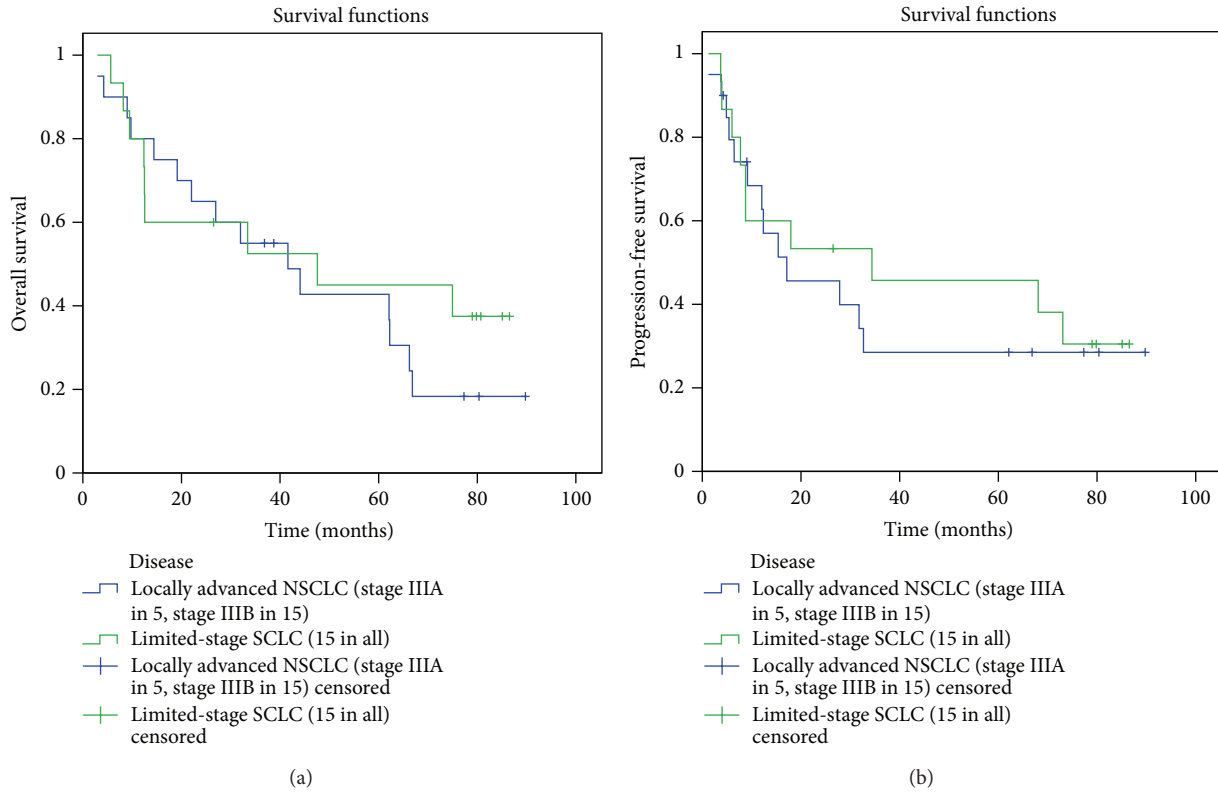 Survival functions
1
0.8
0.6
0.4
0.2
0
Overall survival
0
20
40
60
80
100
Time (months)
Disease
Locally advanced NSCLC (stage IIIA
in 5, stage IIIB in 15)
Limited-stage SCLC (15 in all)
Locally advanced NSCLC (stage IIIA
in 5, stage IIIB in 15) censored
Limited-stage SCLC (15 in all)
censored
(a)
Survival functions
1
0.8
0.6
0.4
0.2
0
Progression-free survival
0
20
40
60
80
100
Time (months)
Disease
Locally advanced NSCLC (stage IIIA
in 5, stage IIIB in 15)
Limited-stage SCLC (15 in all)
Locally advanced NSCLC (stage IIIA
in 5, stage IIIB in 15) censored
Limited-stage SCLC (15 in all)
censored
(b)